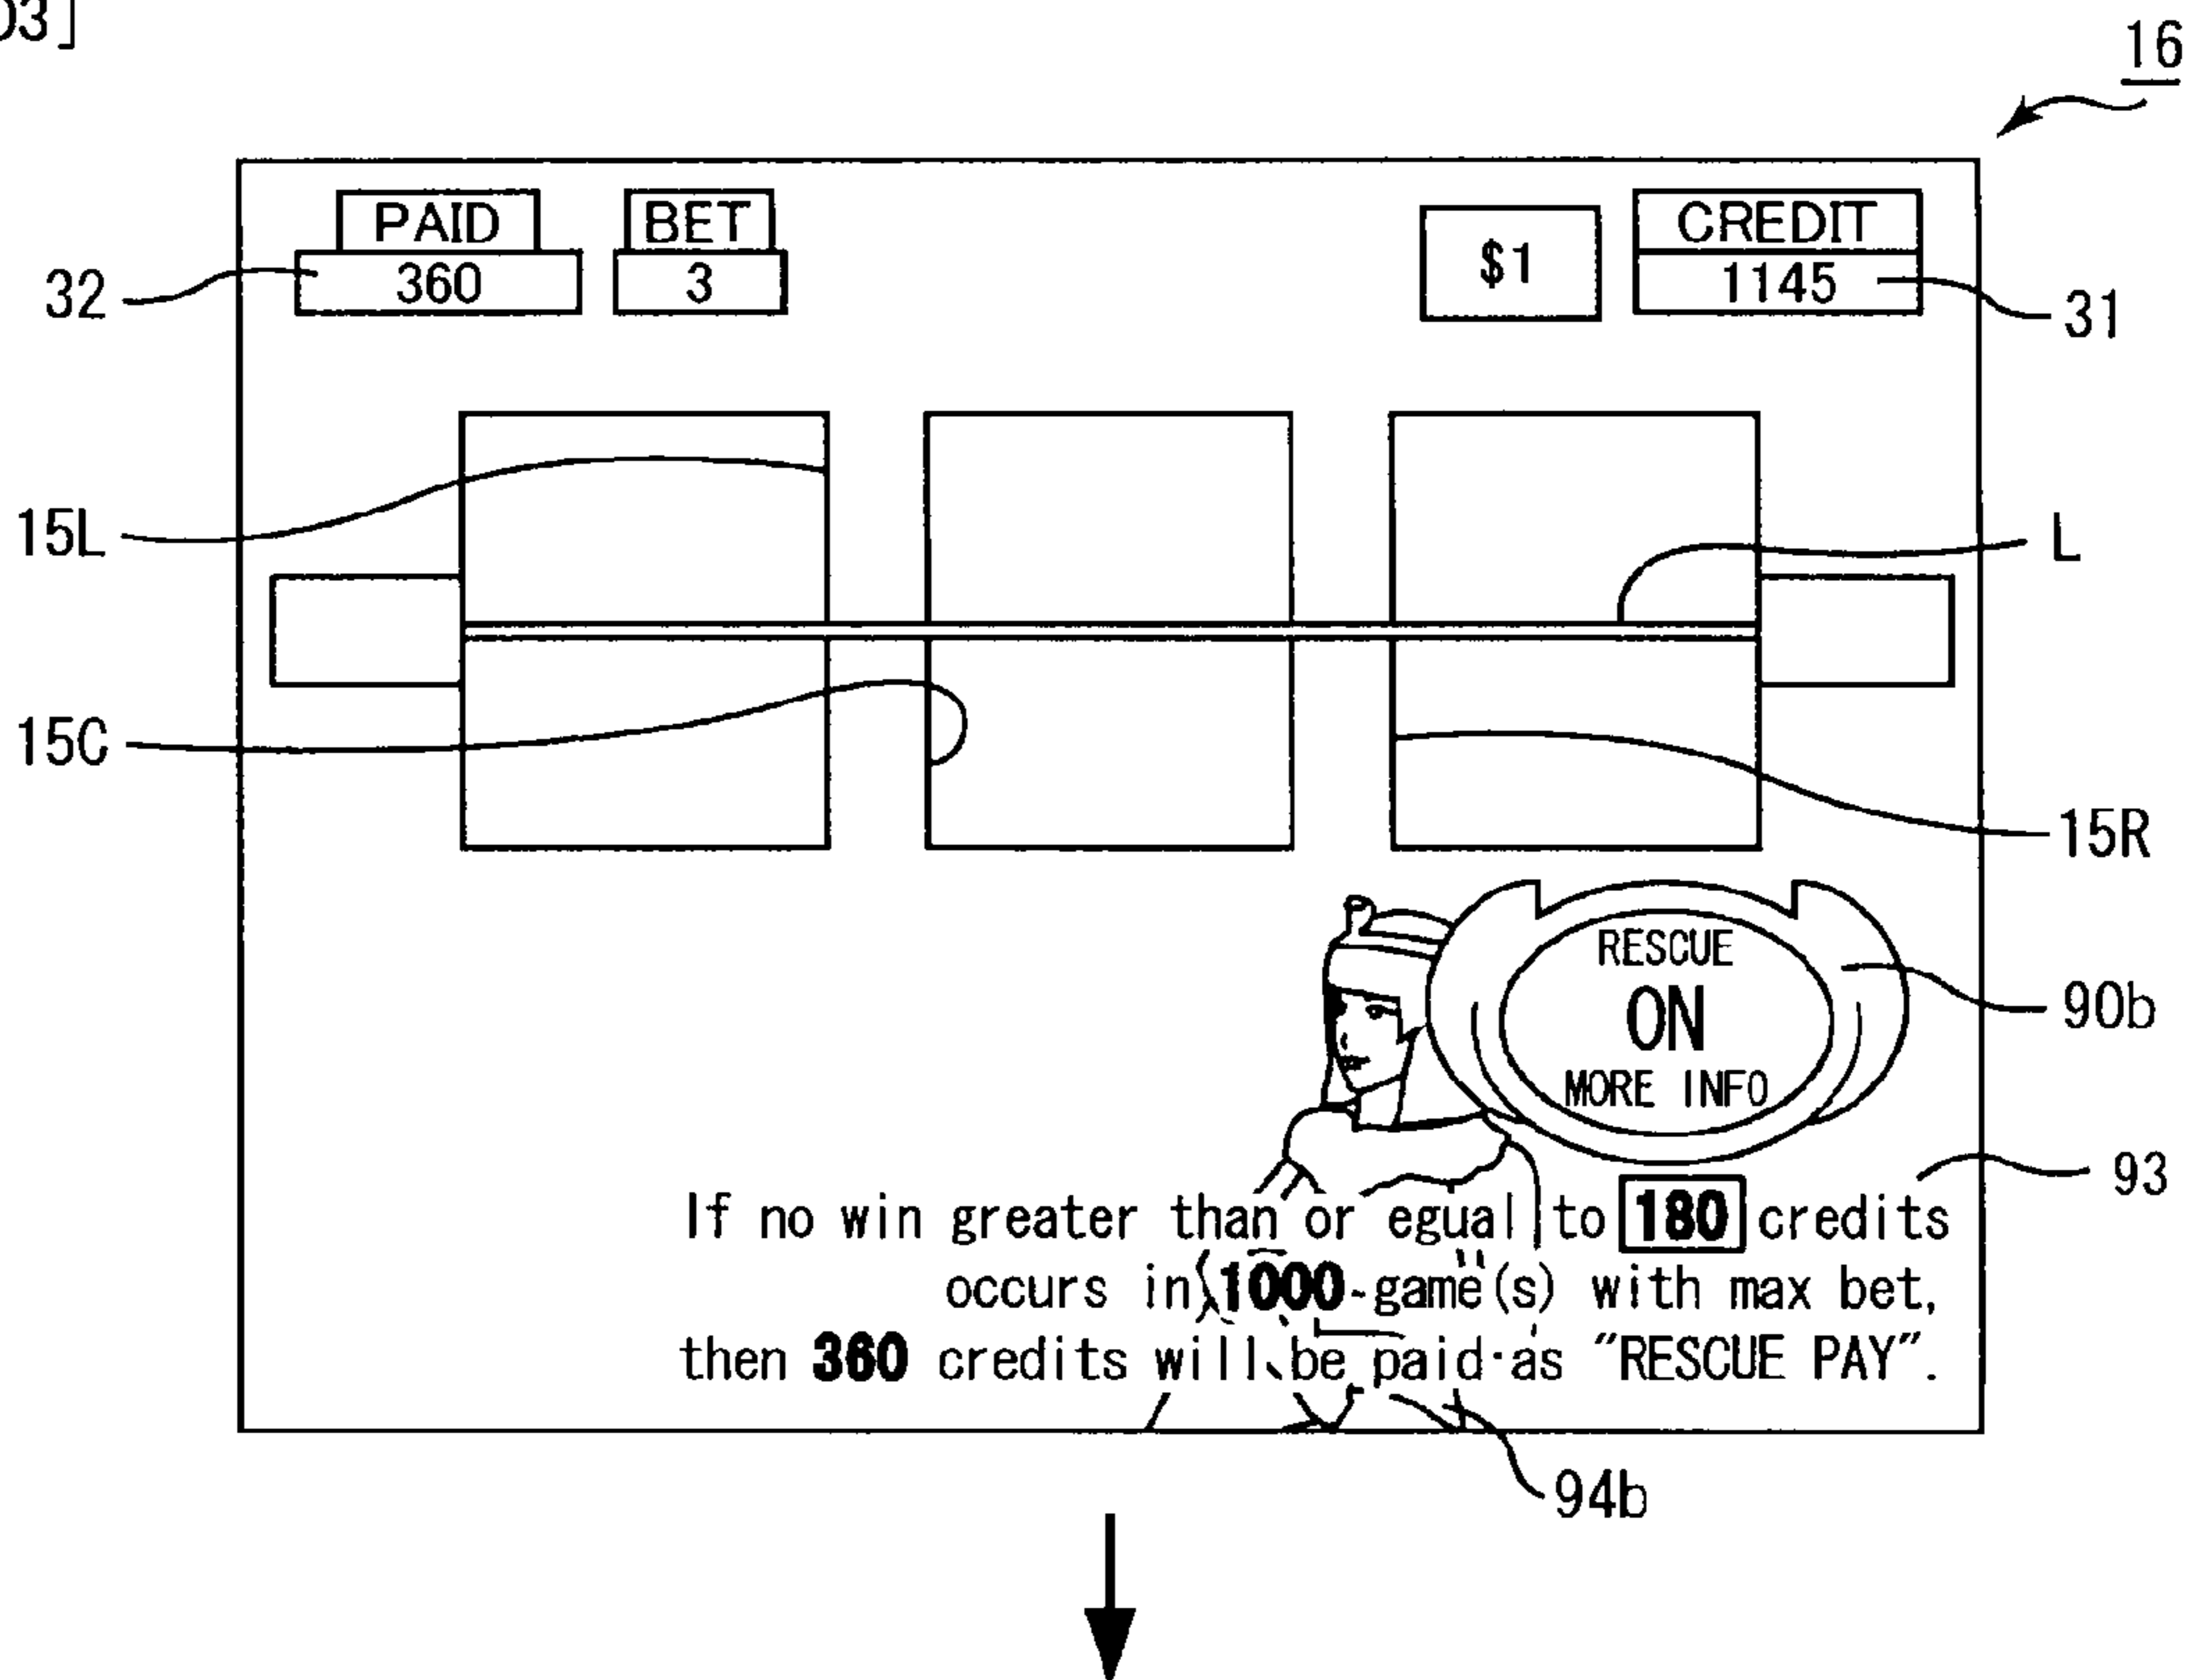 D3]
16
PAID
BET
$1
CREDIT
32
360
3
1145
31
15L
L
15C
15R
RESCUE
ON
MORE INFO
90b
93
If no win greater than or egual to 180 credits
occurs in 1000 game(s) with max bet,
then 360 credits will be paid as "RESCUE PAY".
94b